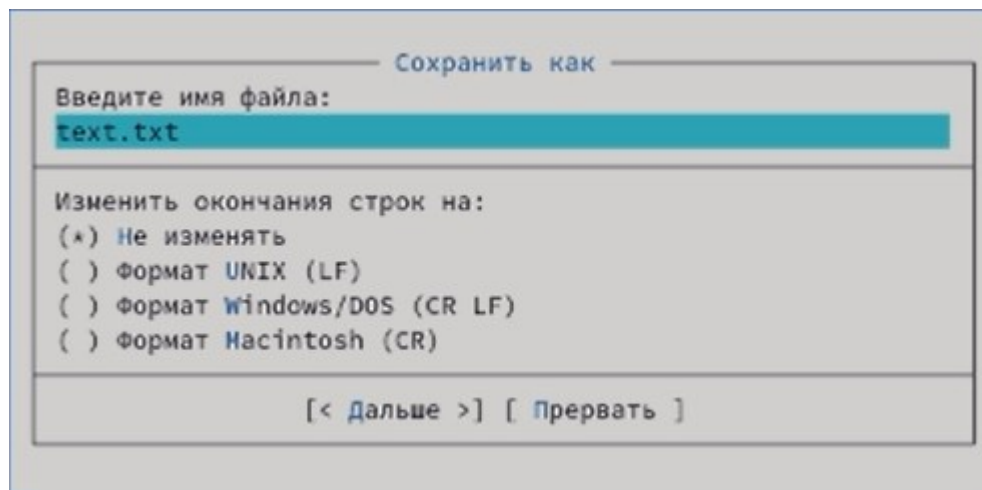 Сохранить как
Введите имя файла:
text.txt
Изменить окончания строк на:
(*) Не изменять
( ) Формат UNIX (LF)
( ) Формат Windows/DOS (CR LF)
( ) Формат Macintosh (CR)
[< Дальше >] [ Прервать ]